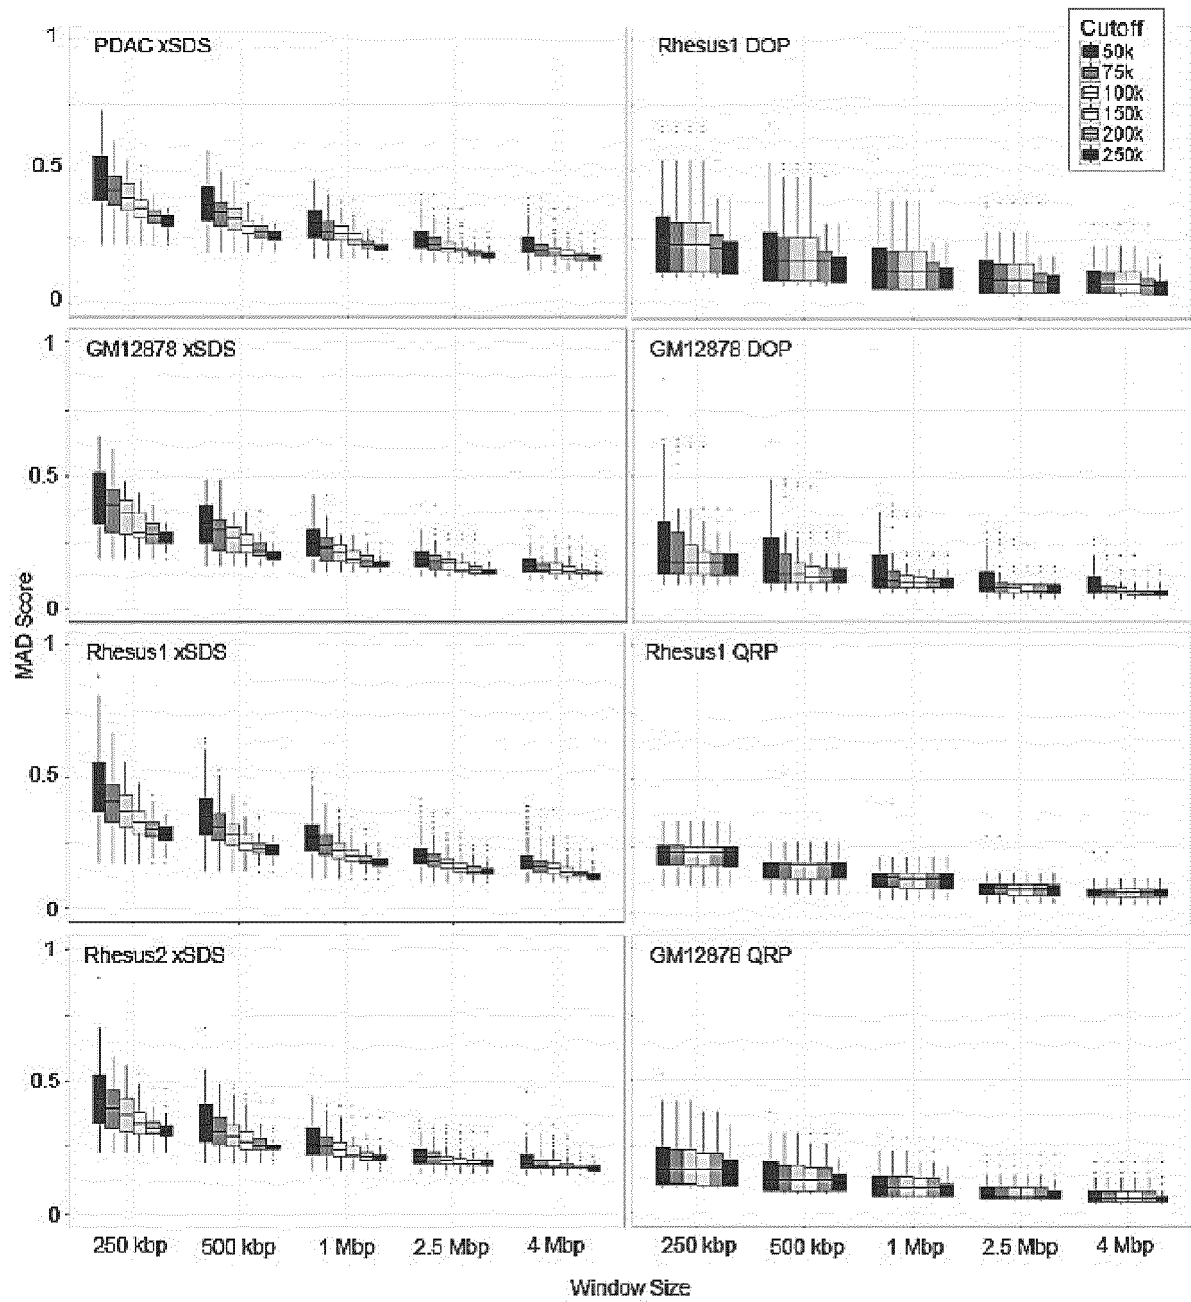 Cutoff
50k
75k
100k
150k
200k
250k
PDAC xSDS
Rhesus1 DOP
1
0.5
0
GM12878 xSDS
GM12878 DOP
1
0.5
0
Rhesus1 xSDS
Rhesus1 QRP
1
0.5
0
Rhesus2 xSDS
GM12878 QRP
1
0.5
0
MAD Score
250 kbp 500 kbp 1 Mbp 2.5 Mbp 4 Mbp
250 kbp 500 kbp 1 Mbp 2.5 Mbp 4 Mbp
Window Size